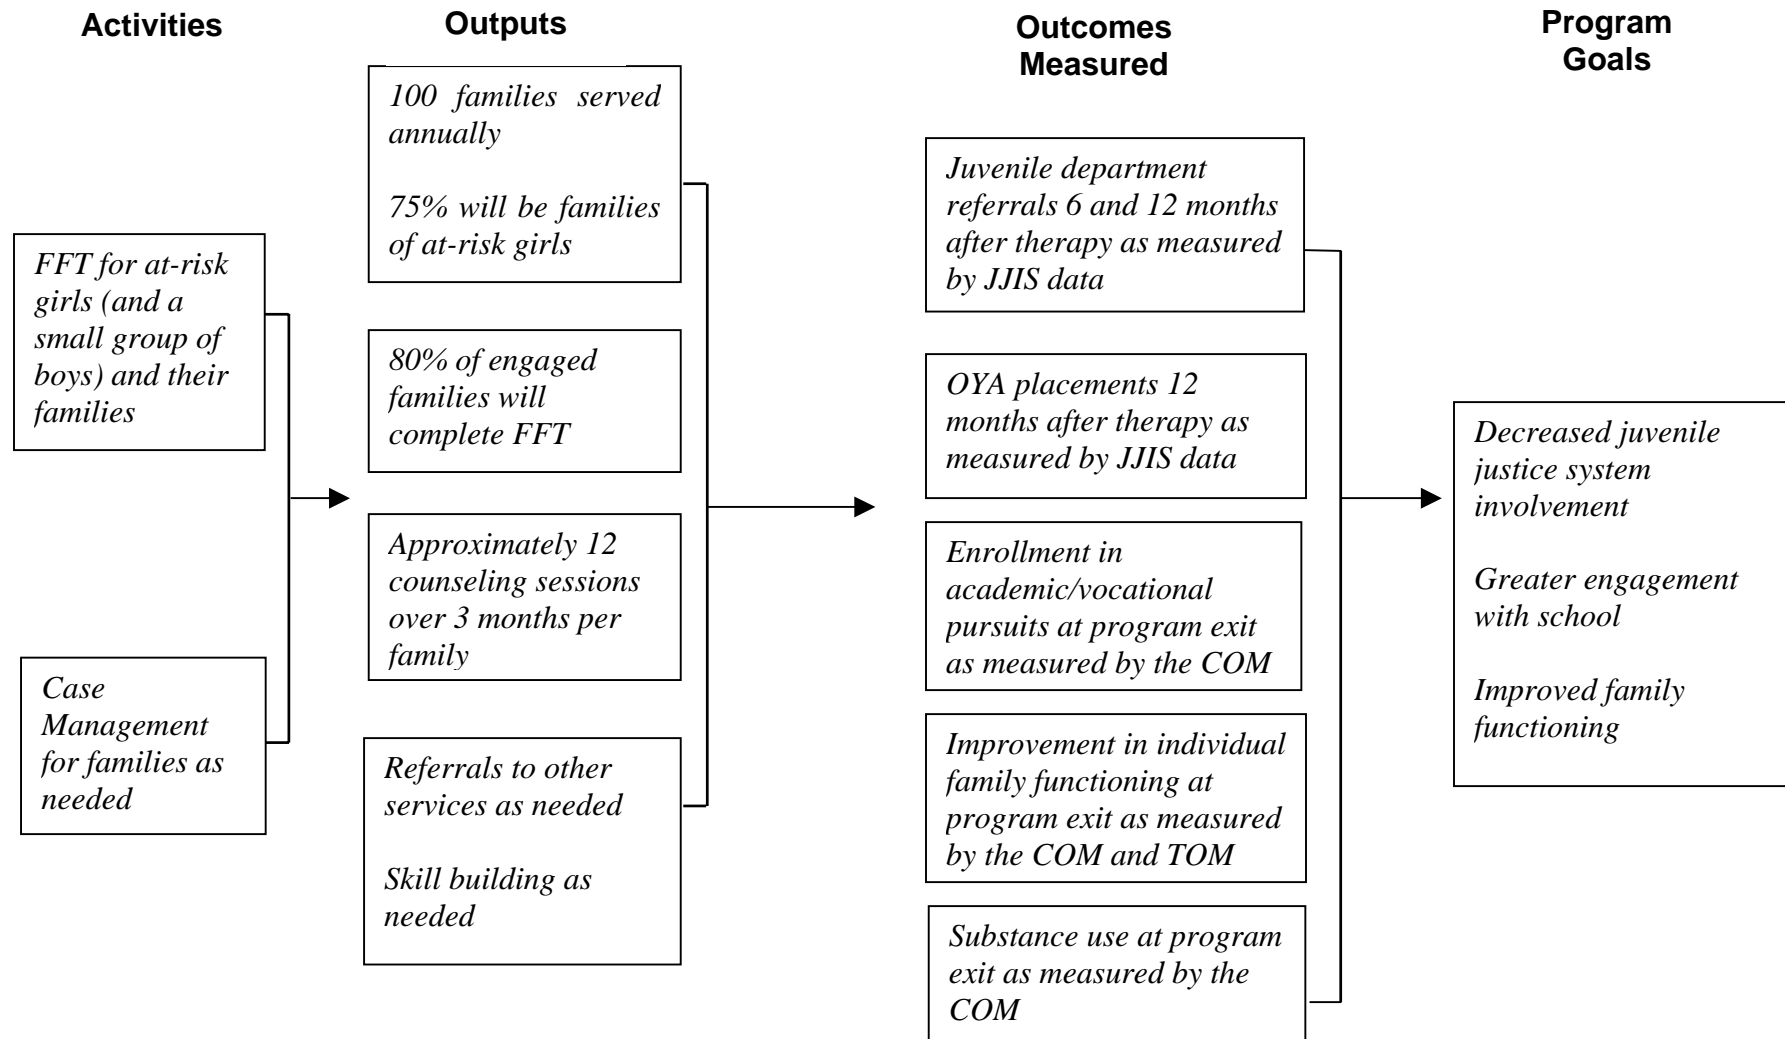 Activities
Outputs
Outcomes
Measured
Program
Goals
FFT for at-risk
girls (and a
small group of
boys) and their
families
Case
Management
for families as
needed
100 families served
annually
75% will be families
of at-risk girls
80% of engaged
families will
complete FFT
Approximately 12
counseling sessions
over 3 months per
family
Referrals to other
services as needed
Skill building as
needed
Juvenile department
referrals 6 and 12 months
after therapy as measured
by JJIS data
OYA placements 12
months after therapy as
measured by JJIS data
Enrollment in
academic/vocational
pursuits at program exit
as measured by the COM
Improvement in individual
family functioning at
program exit as measured
by the COM and TOM
Substance use at program
exit as measured by the
COM
Decreased juvenile
justice system
involvement
Greater engagement
with school
Improved family
functioning